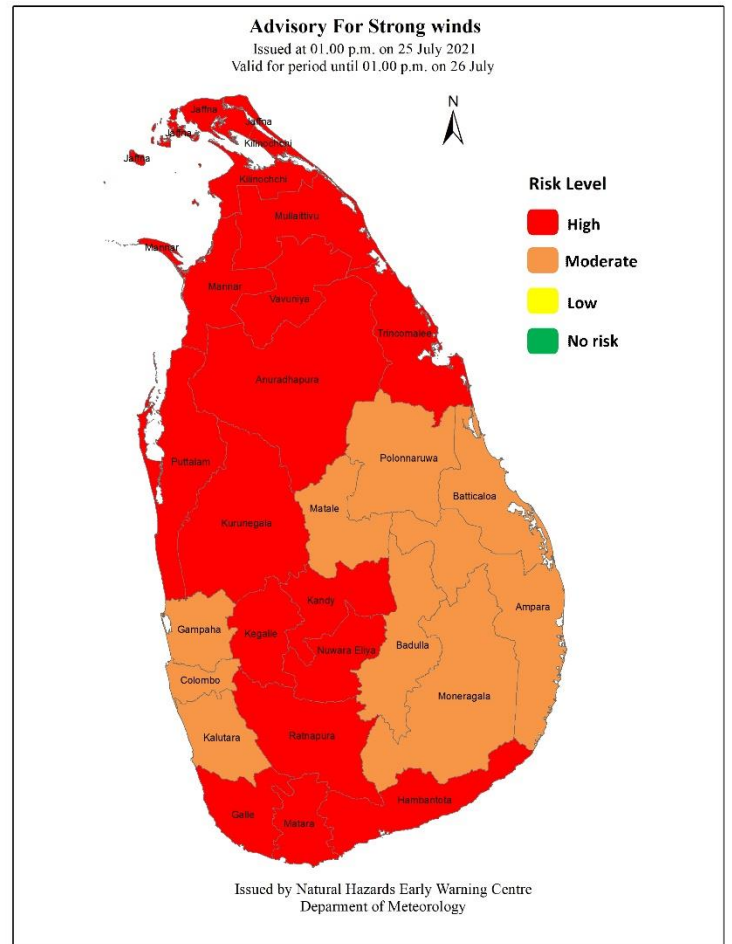 Advisory For Strong winds
Issued at 01.00 p.m. on 25 July 2021
Valid for period until 01.00 p.m. on 26 July
N
Jaffna
Jaffna
Jaffna
Kilinochchi
Jaffna
Kilinochchi
Mullaittivu
Mannar
Mannar
Vavuniya
Trincomalee
Anuradhapura
Polonnaruwa
Puttalam
Batticaloa
Matale
Kurunegala
Kandy
Ampara
Gampaha
Kegalle
Nuwara Eliya
Badulla
Colombo
Moneragala
Kalutara
Ratnapura
Hambantota
Galle
Matara
Risk Level
High
Moderate
Low
No risk
Issued by Natural Hazards Early Warning Centre
Deparment of Meteorology